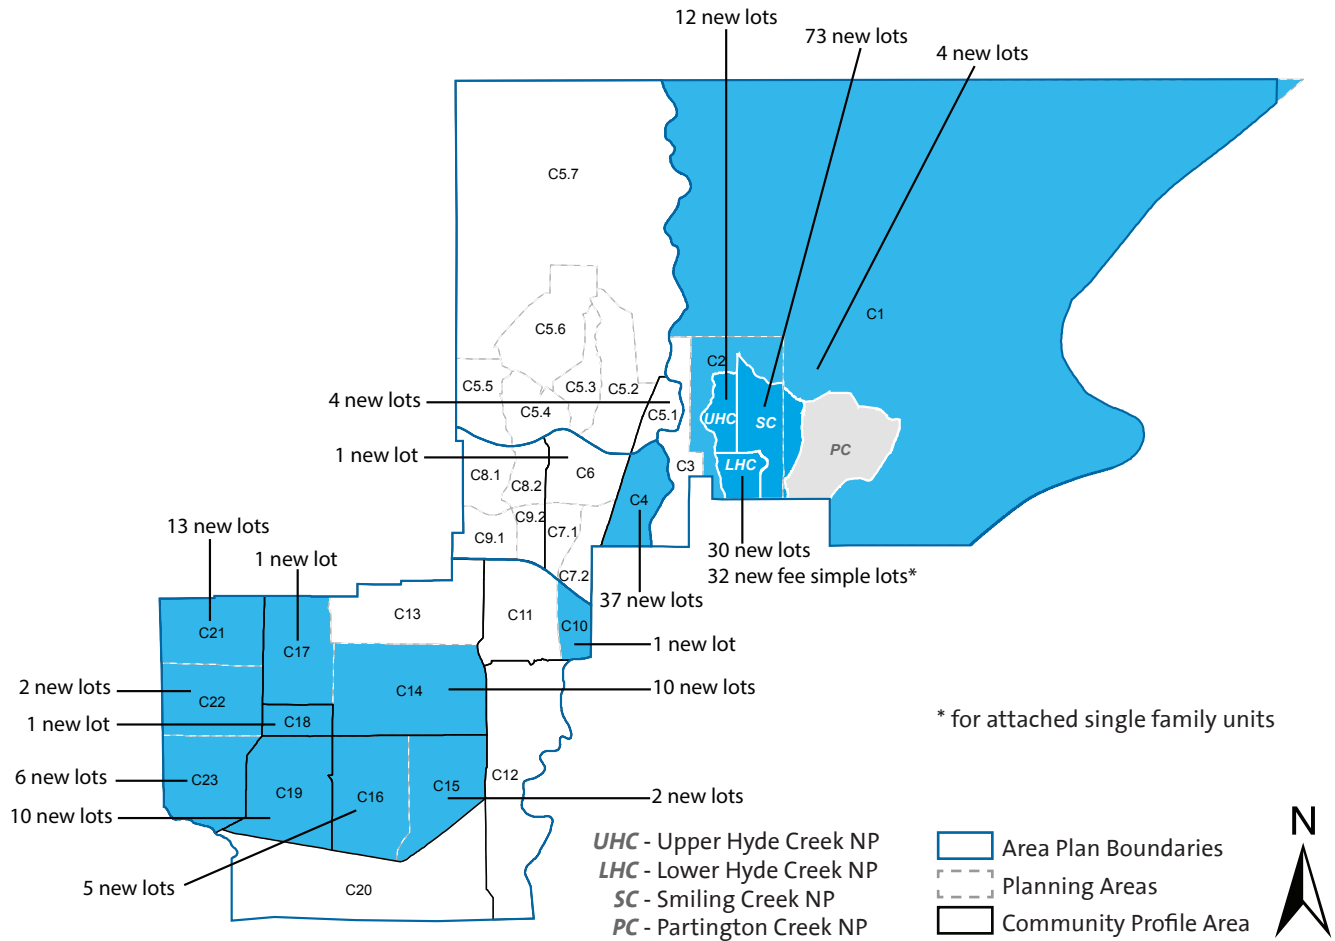 12 new lots
73 new lots
4 new lots
C5.7
C1
C5.6
C2
C5.5
C5.3
C5.2
4 new lots
C5.4
C5.1
UHC
SC
PC
1 new lot
C8.1
C6
C3
LHC
C8.2
C4
C9.2
13 new lots
C9.1
C7.1
30 new lots
1 new lot
32 new fee simple lots*
C7.2
37 new lots
C13
C11
C10
C21
1 new lot
C17
2 new lots
C14
10 new lots
C22
1 new lot
C18
* for attached single family units
6 new lots
C23
C12
C19
C16
C15
2 new lots
10 new lots
5 new lots
C20
UHC - Upper Hyde Creek NP
LHC - Lower Hyde Creek NP
SC - Smiling Creek NP
PC - Partington Creek NP
Area Plan Boundaries
Planning Areas
Community Profile Area
N